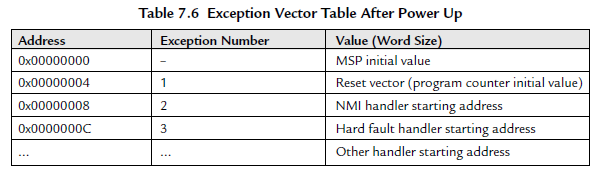 Table 7.6 Exception Vector Table After Power Up
Address Exception Number Value (Word Size)
0x00000000 – MSP initial value
0x00000004 1 Reset vector (program counter initial value)
0x00000008 2 NMI handler starting address
0x0000000C 3 Hard fault handler starting address
... ... Other handler starting address